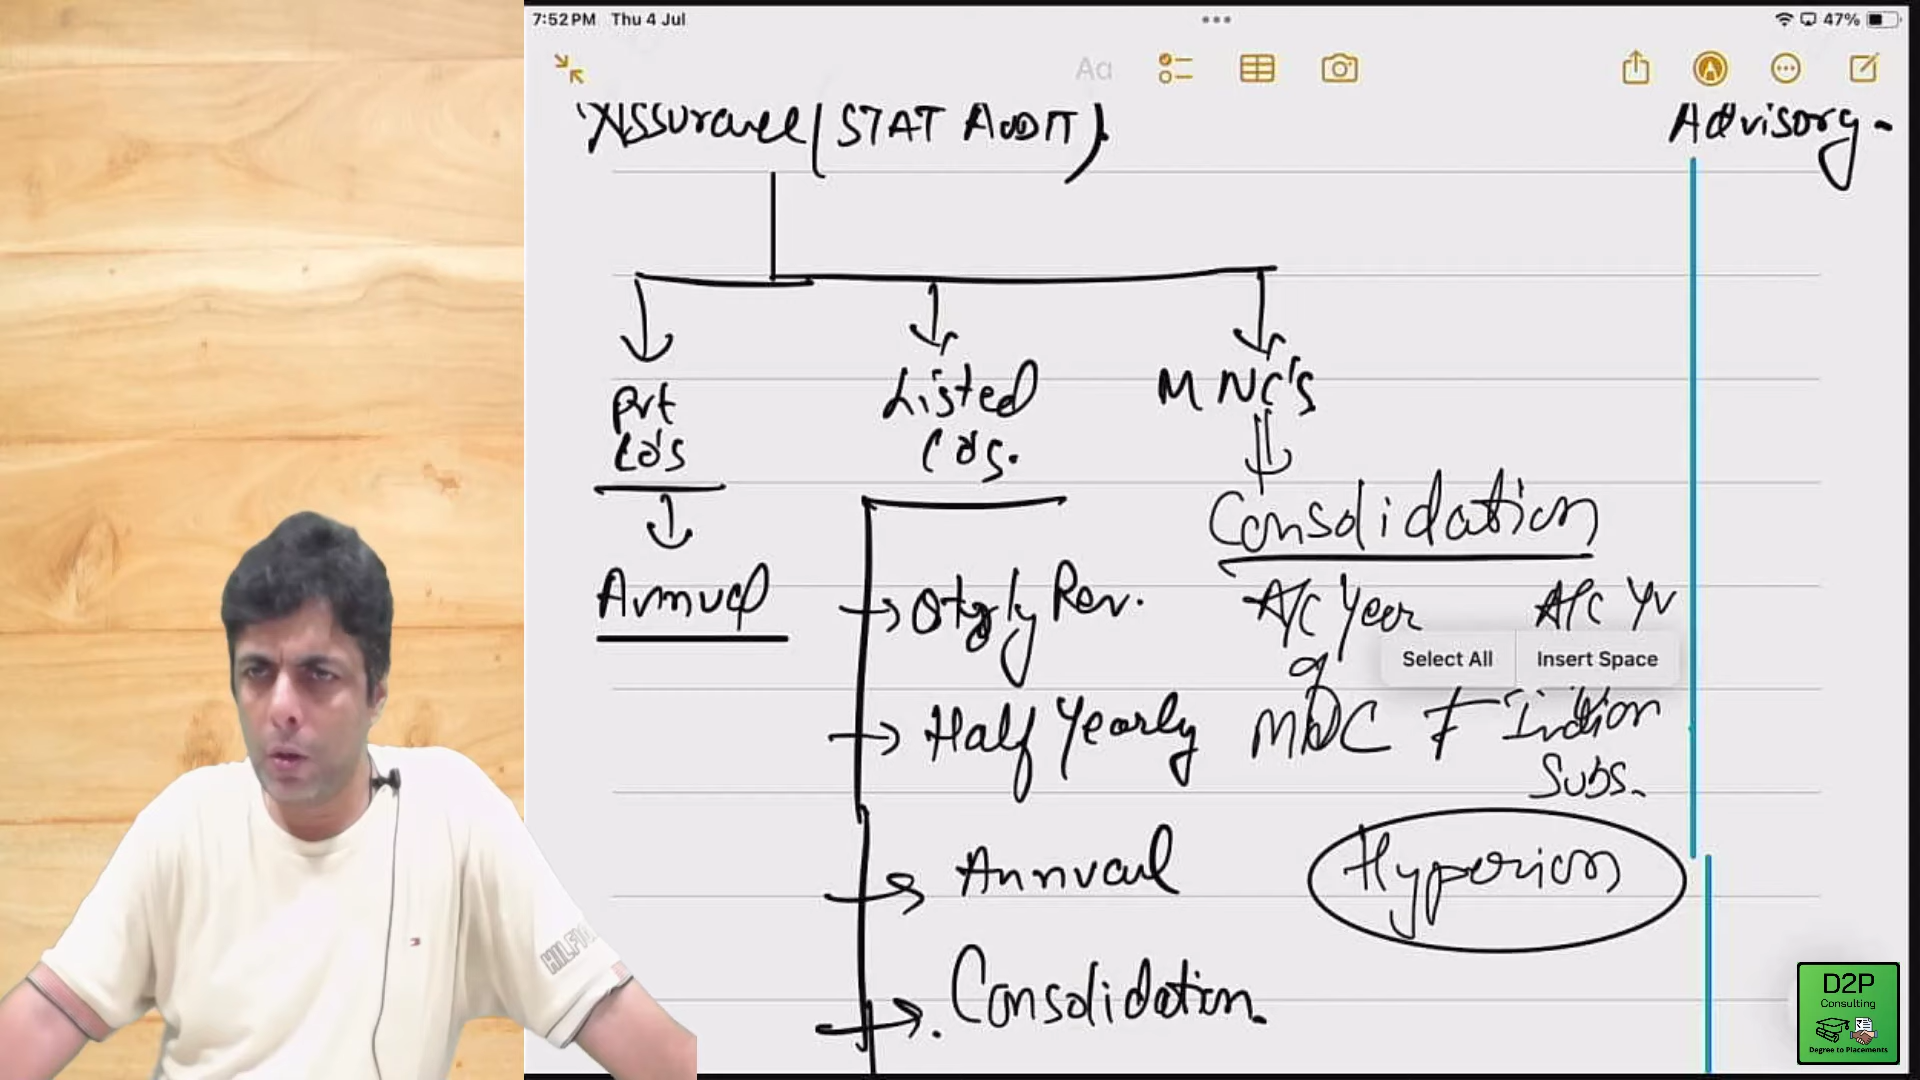 7:52 PM Thu 4 Jul
47%
Aa
Assurance (STAT AUDIT)
Advisory -
Pvt
Co's
Listed
Cos.
MNC's
Consolidation
Annual
Qtrly Rev.
A/c Year
A/c Yr
of
Select All
Insert Space
Half Yearly
MNC ≠ Indian
Subs.
Annual
Hyperion
Consolidation.
HILFI
D2P
Consulting
Degree to Placements